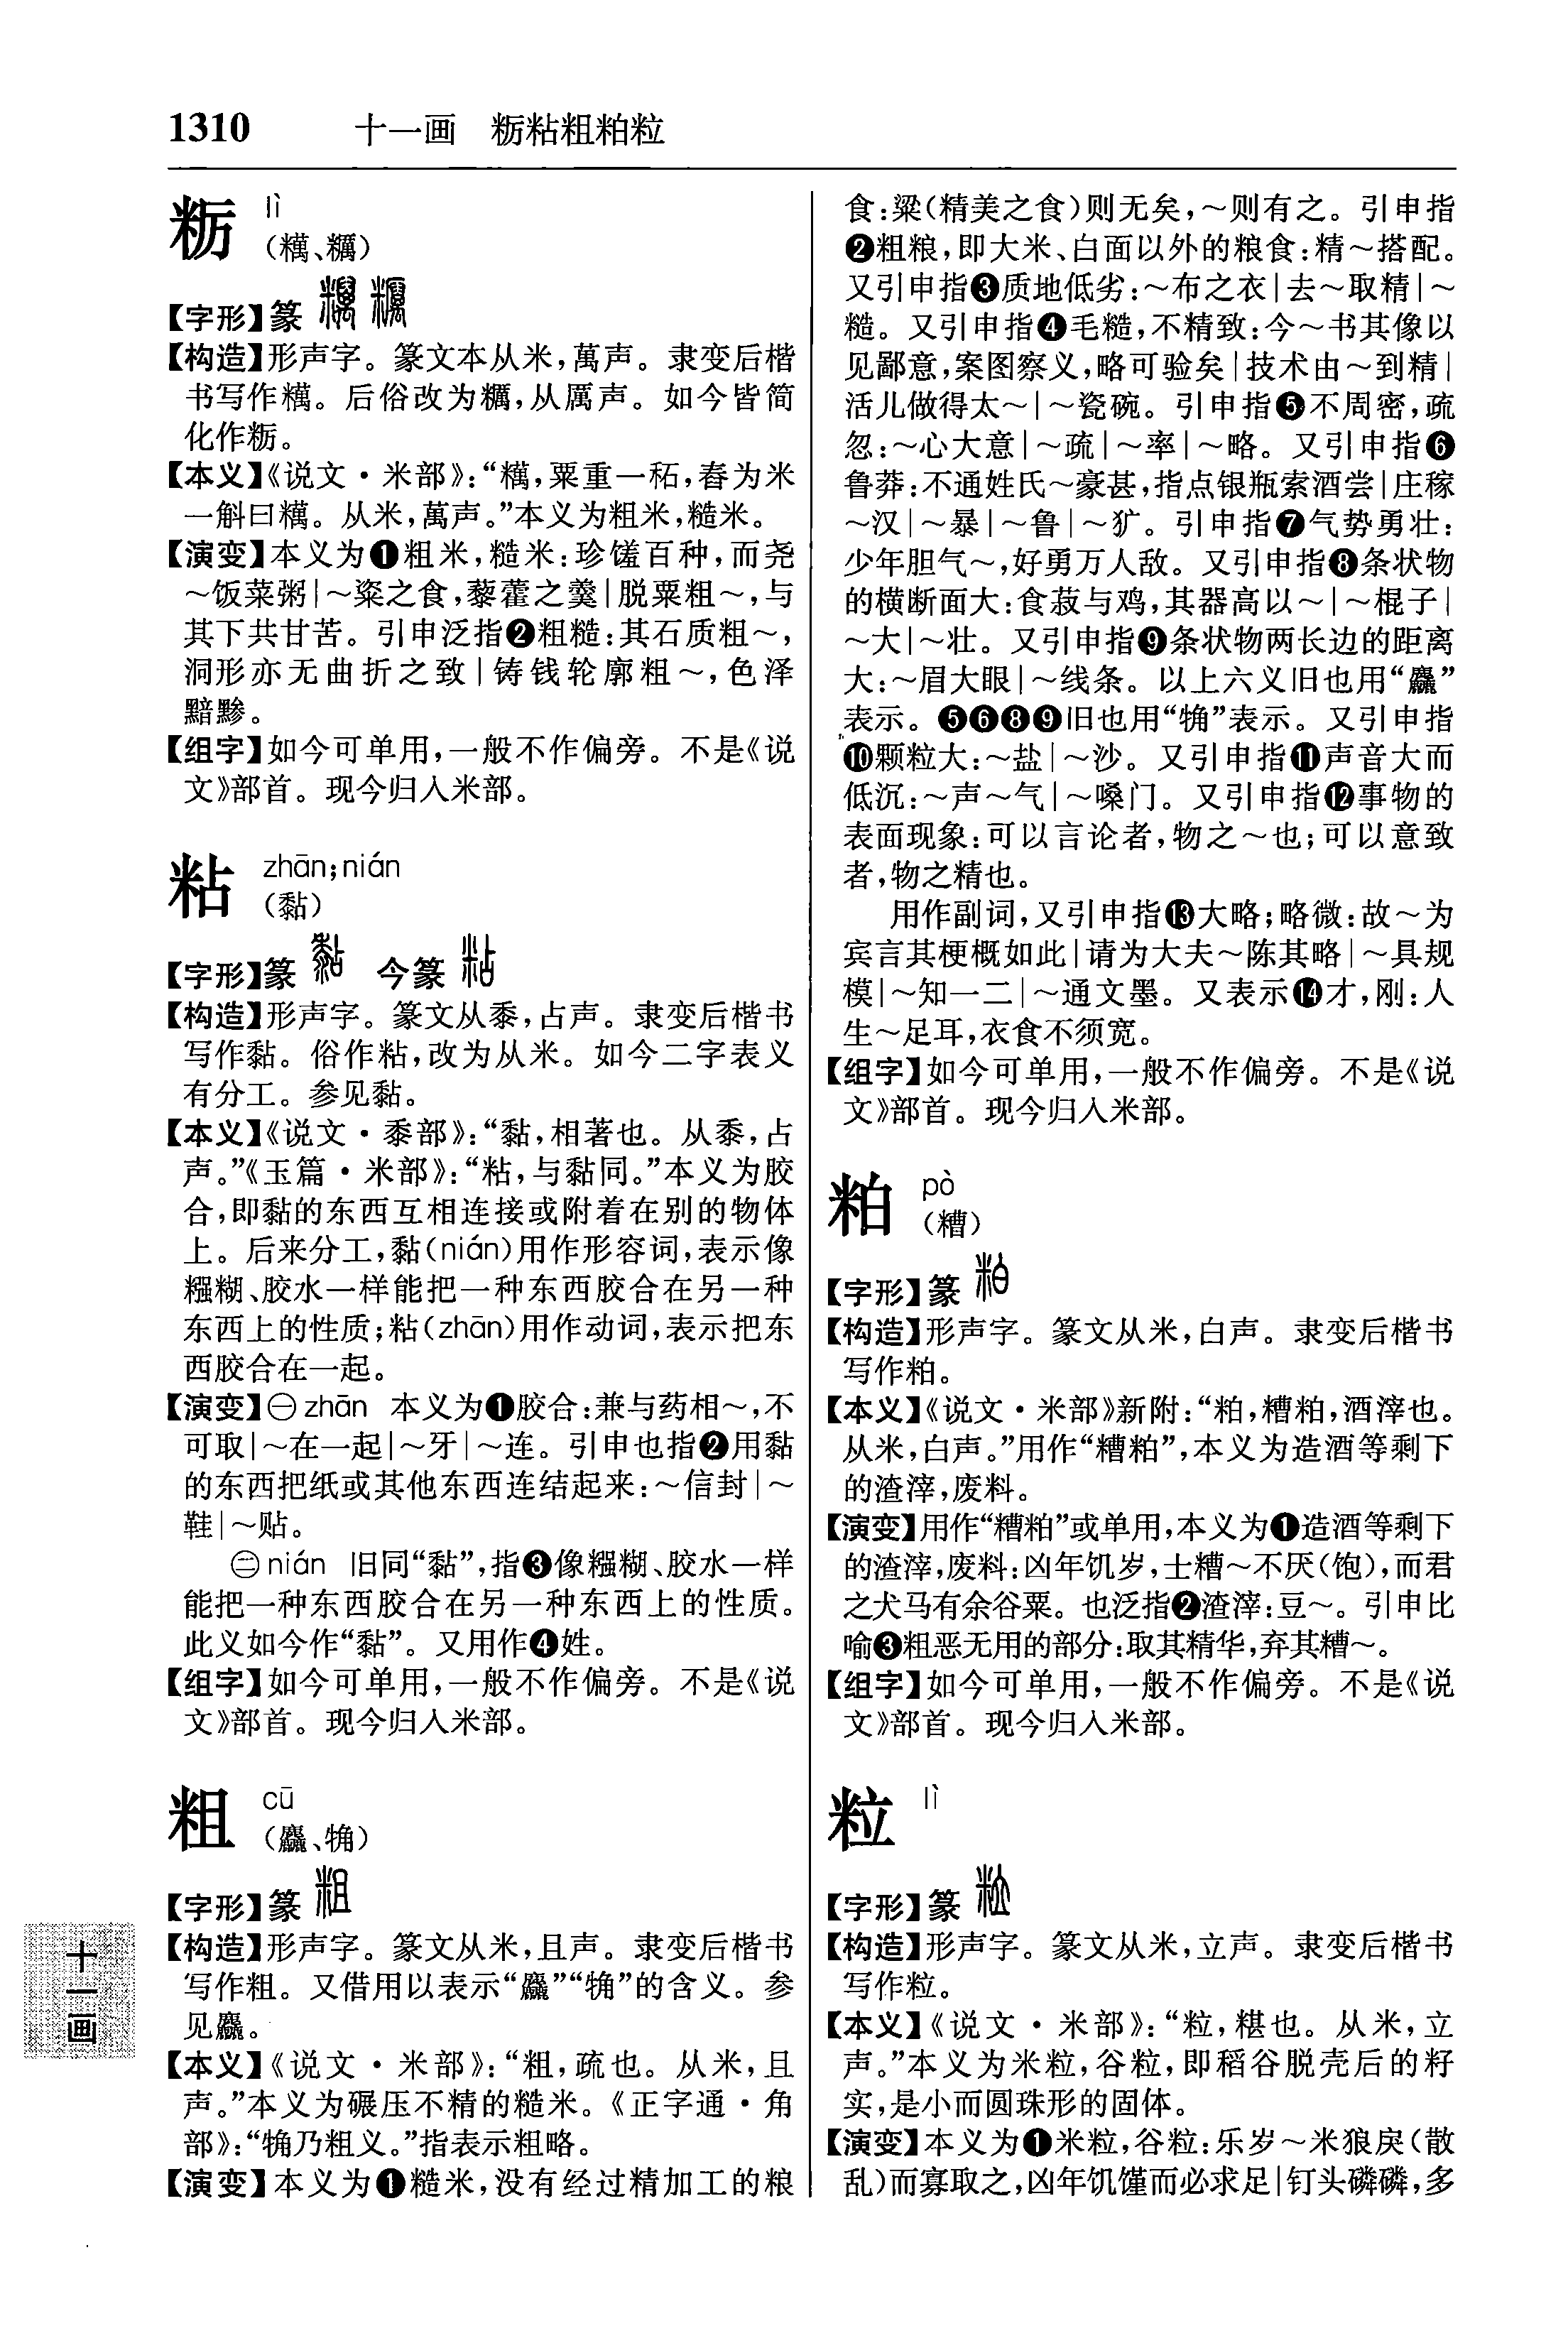 1310 十一画 粝粘粗粕粒
粝 lì
(糲、糲)
【字形】篆
【构造】形声字。篆文本从米,萬声。隶变后楷
书写作𥻇。后俗改为糲,从厲声。如今皆简
化作粝。
【本义】《说文·米部》:“𥻇,粟重一䄷,舂为米
一斛曰𥻇。从米,萬声。”本义为粗米,糙米。
【演变】本义为❶粗米,糙米:珍馐百种,而尧
～饭菜粥|～粢之食,藜藿之羹|脱粟粗～,与
其下共甘苦。引申泛指❷粗糙:其石质粗～,
洞形亦无曲折之致|铸钱轮廓粗～,色泽
黯黪。
【组字】如今可单用,一般不作偏旁。不是《说
文》部首。现今归入米部。
粘 zhān;nián
(黏)
【字形】篆 今篆
【构造】形声字。篆文从黍,占声。隶变后楷书
写作黏。俗作粘,改为从米。如今二字表义
有分工。参见黏。
【本义】《说文·黍部》:“黏,相著也。从黍,占
声。”《玉篇·米部》:“粘,与黏同。”本义为胶
合,即黏的东西互相连接或附着在别的物体
上。后来分工,黏(nián)用作形容词,表示像
糨糊、胶水一样能把一种东西胶合在另一种
东西上的性质;粘(zhān)用作动词,表示把东
西胶合在一起。
【演变】㊀zhān 本义为❶胶合:兼与药相～,不
可取|～在一起|～牙|～连。引申也指❷用黏
的东西把纸或其他东西连结起来:～信封|～
鞋|～贴。
㊁nián 旧同“黏”,指❸像糨糊、胶水一样
能把一种东西胶合在另一种东西上的性质。
此义如今作“黏”。又用作❹姓。
【组字】如今可单用,一般不作偏旁。不是《说
文》部首。现今归入米部。
粗 cū
(麤、觕)
【字形】篆
【构造】形声字。篆文从米,且声。隶变后楷书
写作粗。又借用以表示“麤”“觕”的含义。参
见麤。
【本义】《说文·米部》:“粗,疏也。从米,且
声。”本义为碾压不精的糙米。《正字通·角
部》:“觕乃粗义。”指表示粗略。
【演变】本义为❶糙米,没有经过精加工的粮
食:粱(精美之食)则无矣,～则有之。引申指
❷粗粮,即大米、白面以外的粮食:精～搭配。
又引申指❸质地低劣:～布之衣|去～取精|～
糙。又引申指❹毛糙,不精致:今～书其像以
见鄙意,案图察义,略可验矣|技术由～到精|
活儿做得太～|～瓷碗。引申指❺不周密,疏
忽:～心大意|～疏|～率|～略。又引申指❻
鲁莽:不通姓氏～豪甚,指点银瓶索酒尝|庄稼
～汉|～暴|～鲁|～犷。引申指❼气势勇壮:
少年胆气～,好勇万人敌。又引申指❽条状物
的横断面大:食菽与鸡,其器高以～|～棍子|
～大|～壮。又引申指❾条状物两长边的距离
大:～眉大眼|～线条。以上六义旧也用“麤”
表示。❺❻❽❾旧也用“觕”表示。又引申指
❿颗粒大:～盐|～沙。又引申指⓫声音大而
低沉:～声～气|～嗓门。又引申指⓬事物的
表面现象:可以言论者,物之～也;可以意致
者,物之精也。
用作副词,又引申指⓭大略;略微:故～为
宾言其梗概如此|请为大夫～陈其略|～具规
模|～知一二|～通文墨。又表示⓮才,刚:人
生～足耳,衣食不须宽。
【组字】如今可单用,一般不作偏旁。不是《说
文》部首。现今归入米部。
粕 pò
(糟)
【字形】篆
【构造】形声字。篆文从米,白声。隶变后楷书
写作粕。
【本义】《说文·米部》新附:“粕,糟粕,酒滓也。
从米,白声。”用作“糟粕”,本义为造酒等剩下
的渣滓,废料。
【演变】用作“糟粕”或单用,本义为❶造酒等剩下
的渣滓,废料:凶年饥岁,士糟～不厌(饱),而君
之犬马有余谷粟。也泛指❷渣滓:豆～。引申比
喻❸粗恶无用的部分:取其精华,弃其糟～。
【组字】如今可单用,一般不作偏旁。不是《说
文》部首。现今归入米部。
粒 lì
【字形】篆
【构造】形声字。篆文从米,立声。隶变后楷书
写作粒。
【本义】《说文·米部》:“粒,糂也。从米,立
声。”本义为米粒,谷粒,即稻谷脱壳后的籽
实,是小而圆珠形的固体。
【演变】本义为❶米粒,谷粒:乐岁～米狼戾(散
乱)而寡取之,凶年饥馑而必求足|钉头磷磷,多
十一画